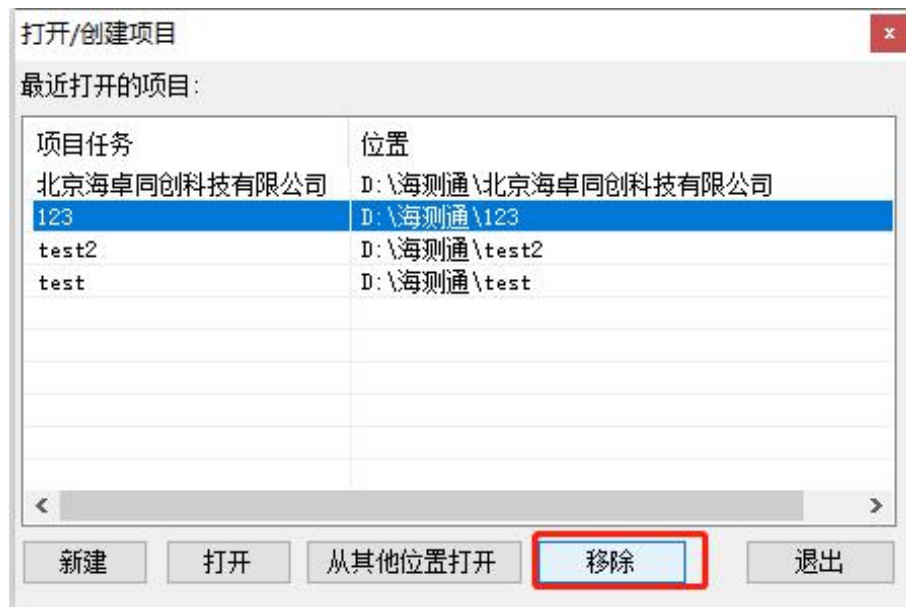 打开/创建项目
x
最近打开的项目:
项目任务 位置
北京海卓同创科技有限公司 D:\海测通\北京海卓同创科技有限公司
123 D:\海测通\123
test2 D:\海测通\test2
test D:\海测通\test
新建 打开 从其他位置打开 移除 退出